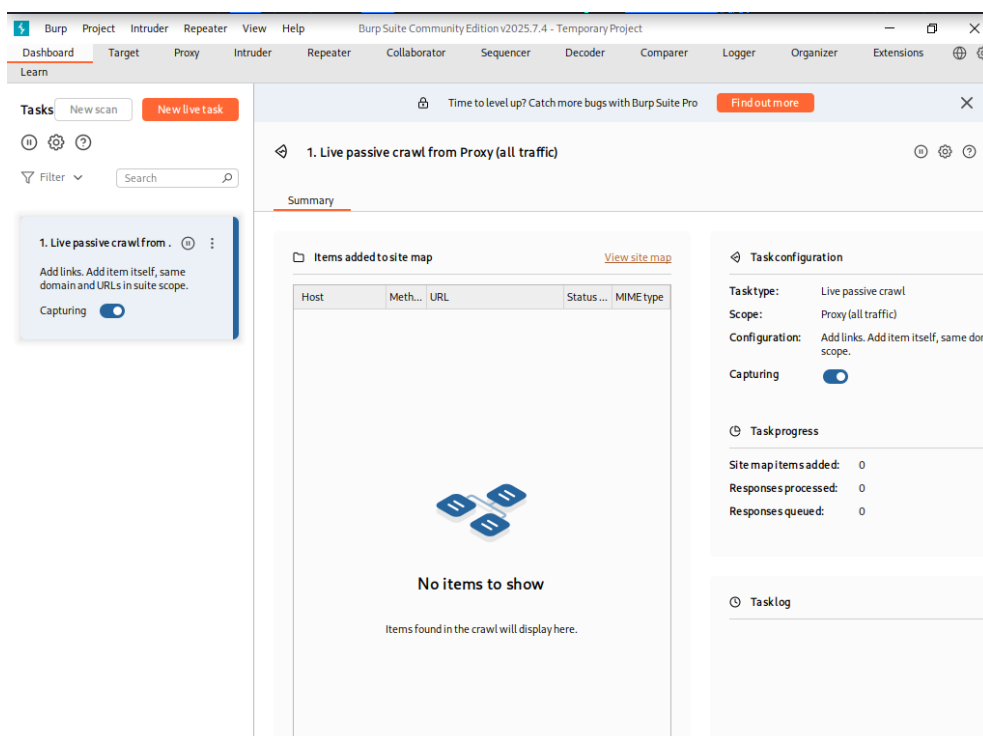 Burp Project Intruder Repeater View Help Burp Suite Community Edition v2025.7.4 - Temporary Project
Dashboard Target Proxy Intruder Repeater Collaborator Sequencer Decoder Comparer Logger Organizer Extensions
Learn
Tasks New scan New live task
Time to level up? Catch more bugs with Burp Suite Pro Find out more
1. Live passive crawl from Proxy (all traffic)
Filter Search
Summary
1. Live passive crawl from .
Add links. Add item itself, same
domain and URLs in suite scope.
Capturing
Items added to site map View site map
Host Meth... URL Status ... MIME type
No items to show
Items found in the crawl will display here.
Task configuration
Task type: Live passive crawl
Scope: Proxy (all traffic)
Configuration: Add links. Add item itself, same
scope.
Capturing
Task progress
Site map items added: 0
Responses processed: 0
Responses queued: 0
Task log